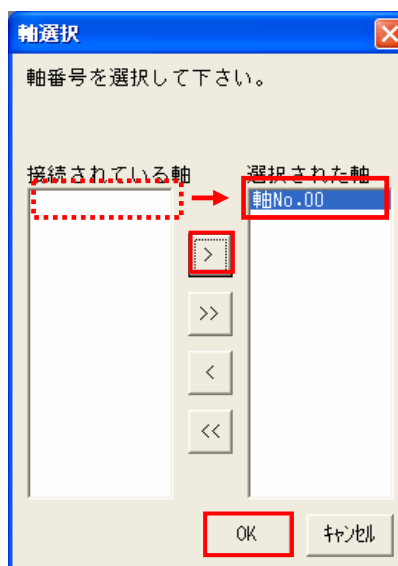 軸選択
軸番号を選択して下さい。
接続されている軸
選択された軸
軸No.00
>
>>
<
<<
OK
ｷｬﾝｾﾙ